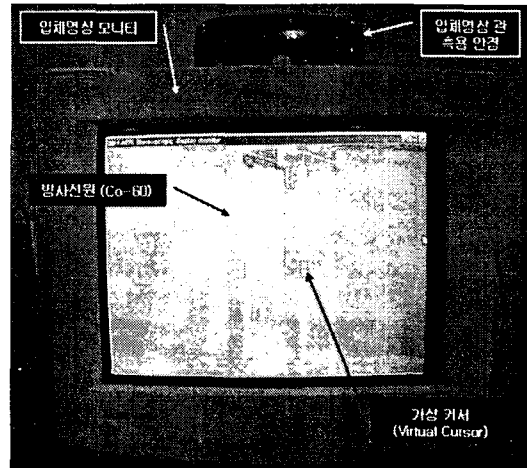 입체영상 모니터
입체영상 관
측용 안경
방사선원 (Co-60)
가상 커서
(Virtual Cursor)